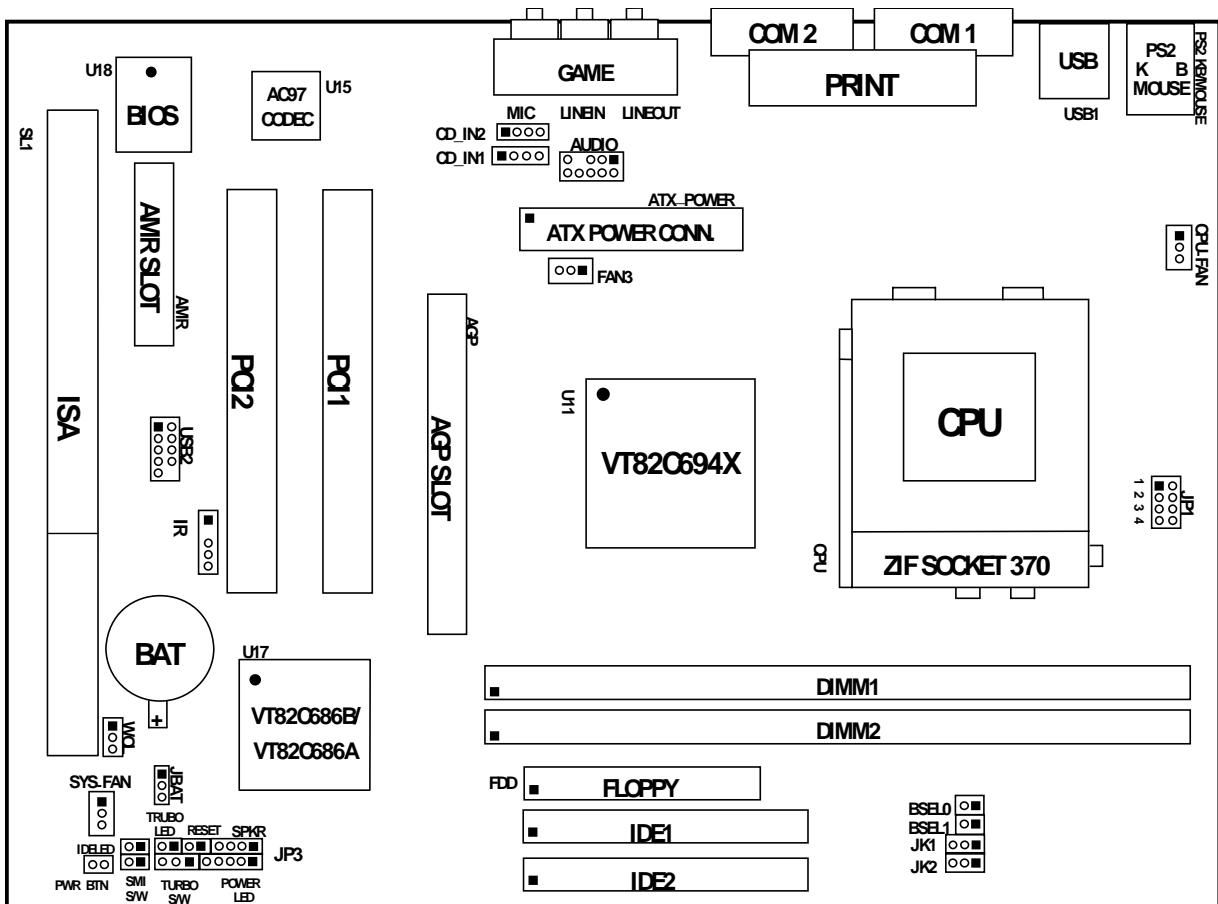 COM 2
COM 1
GAME
PRINT
USB
USB1
PS2
K B
MOUSE
PS2 KB/MOUSE
U18
BIOS
AC97
CODEC
U15
MIC
LINEIN
LINEOUT
CD_IN2
CD_IN1
AUDIO
SL1
ISA
AMR SLOT
AMR
PCI2
PCI1
ATX_POWER
ATX POWER CONN.
FAN3
CPU-FAN
AGP
AGP SLOT
U11
VT82C694X
CPU
CPU
ZIF SOCKET 370
1
2
3
4
JP1
USB2
IR
BAT
+
U17
VT82C686B/
VT82C686A
WOL
JBAT
SYS-FAN
DIMM1
DIMM2
FDD
FLOPPY
IDE1
IDE2
BSEL0
BSEL1
JK1
JK2
TRUBO
LED
RESET
SPKR
JP3
IDELED
PWR BTN
SMI
S/W
TURBO
S/W
POWER
LED